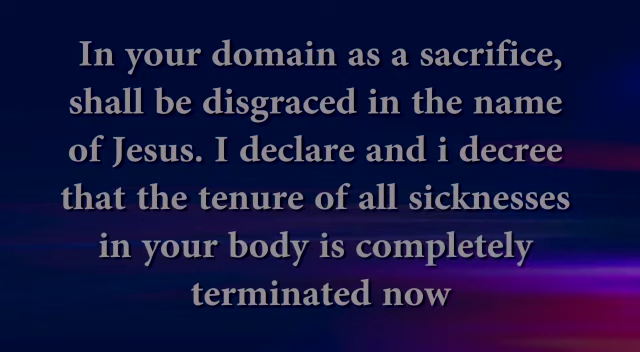 In your domain as a sacrifice,
shall be disgraced in the name
of Jesus. I declare and i decree
that the tenure of all sicknesses
in your body is completely
terminated now